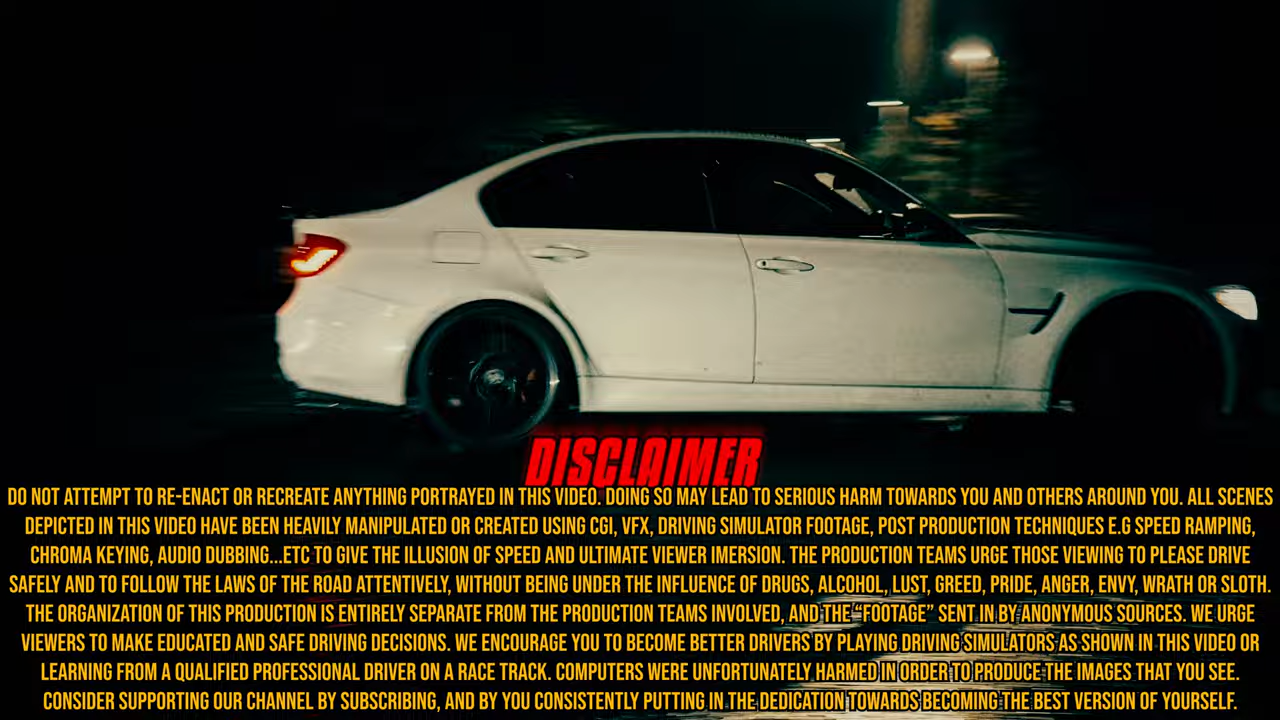 DISCLAIMER
DO NOT ATTEMPT TO RE-ENACT OR RECREATE ANYTHING PORTRAYED IN THIS VIDEO. DOING SO MAY LEAD TO SERIOUS HARM TOWARDS YOU AND OTHERS AROUND YOU. ALL SCENES
DEPICTED IN THIS VIDEO HAVE BEEN HEAVILY MANIPULATED OR CREATED USING CGI, VFX, DRIVING SIMULATOR FOOTAGE, POST PRODUCTION TECHNIQUES E.G SPEED RAMPING,
CHROMA KEYING, AUDIO DUBBING...ETC TO GIVE THE ILLUSION OF SPEED AND ULTIMATE VIEWER IMERSION. THE PRODUCTION TEAMS URGE THOSE VIEWING TO PLEASE DRIVE
SAFELY AND TO FOLLOW THE LAWS OF THE ROAD ATTENTIVELY, WITHOUT BEING UNDER THE INFLUENCE OF DRUGS, ALCOHOL, LUST, GREED, PRIDE, ANGER, ENVY, WRATH OR SLOTH.
THE ORGANIZATION OF THIS PRODUCTION IS ENTIRELY SEPARATE FROM THE PRODUCTION TEAMS INVOLVED, AND THE “FOOTAGE” SENT IN BY ANONYMOUS SOURCES. WE URGE
VIEWERS TO MAKE EDUCATED AND SAFE DRIVING DECISIONS. WE ENCOURAGE YOU TO BECOME BETTER DRIVERS BY PLAYING DRIVING SIMULATORS AS SHOWN IN THIS VIDEO OR
LEARNING FROM A QUALIFIED PROFESSIONAL DRIVER ON A RACE TRACK. COMPUTERS WERE UNFORTUNATELY HARMED IN ORDER TO PRODUCE THE IMAGES THAT YOU SEE.
CONSIDER SUPPORTING OUR CHANNEL BY SUBSCRIBING, AND BY YOU CONSISTENTLY PUTTING IN THE DEDICATION TOWARDS BECOMING THE BEST VERSION OF YOURSELF.